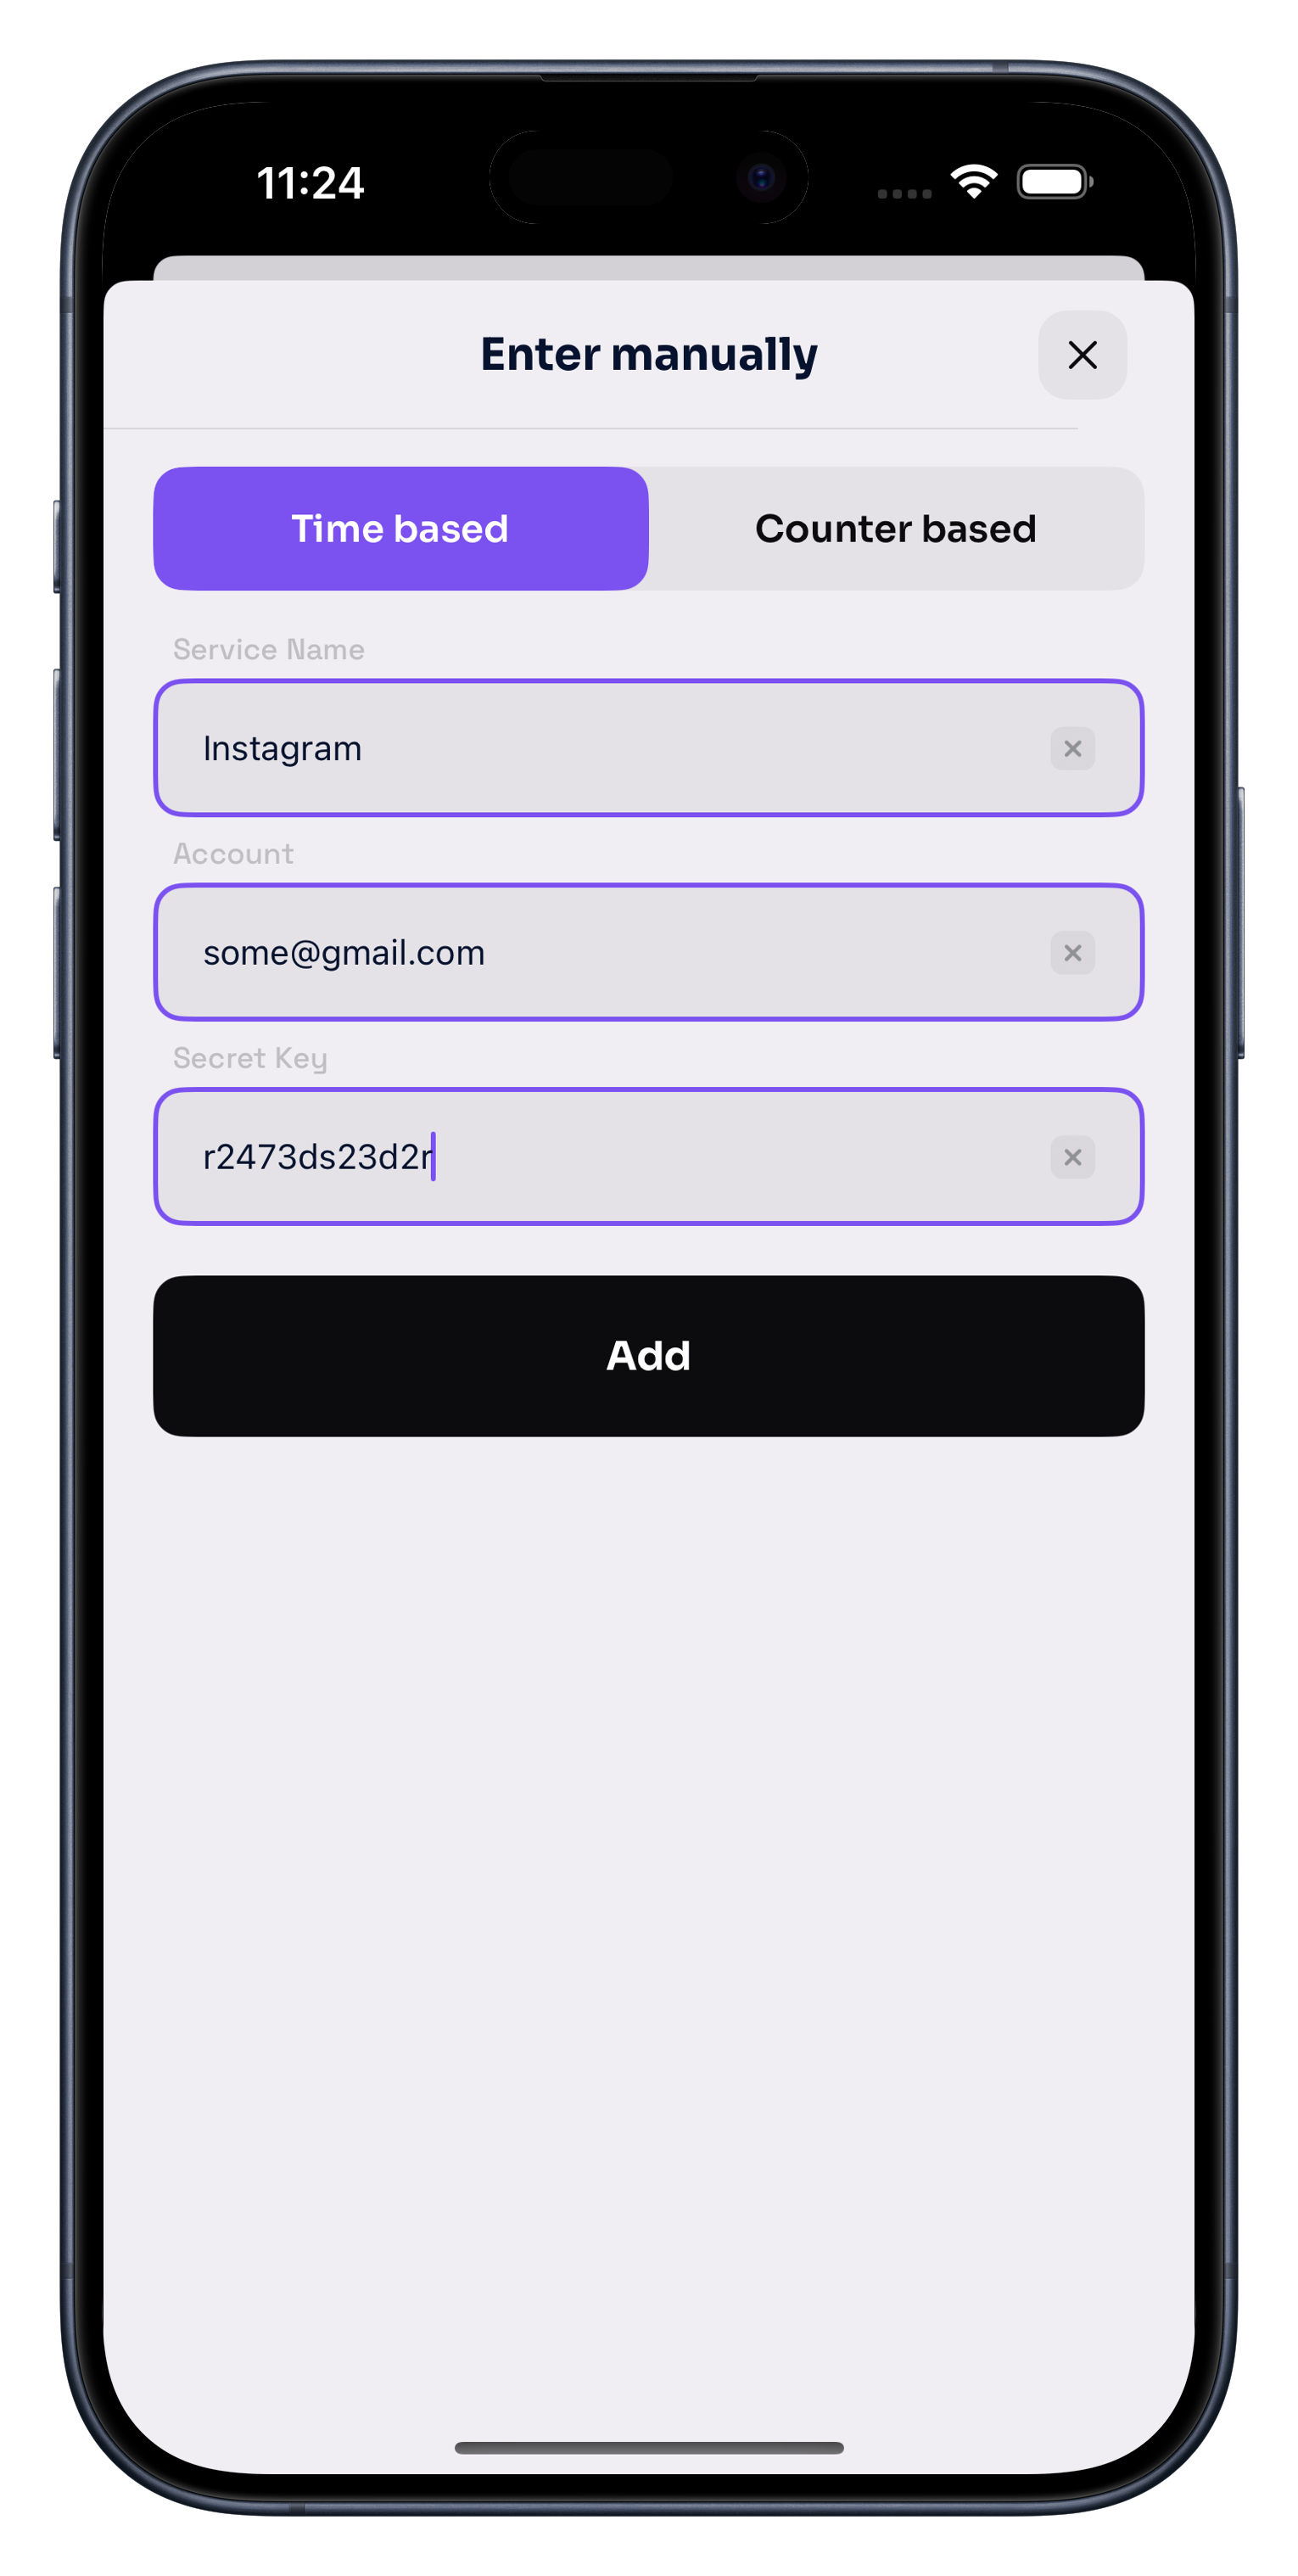 11:24
Enter manually
Time based
Counter based
Service Name
Instagram
Account
some@gmail.com
Secret Key
r2473ds23d2r
Add